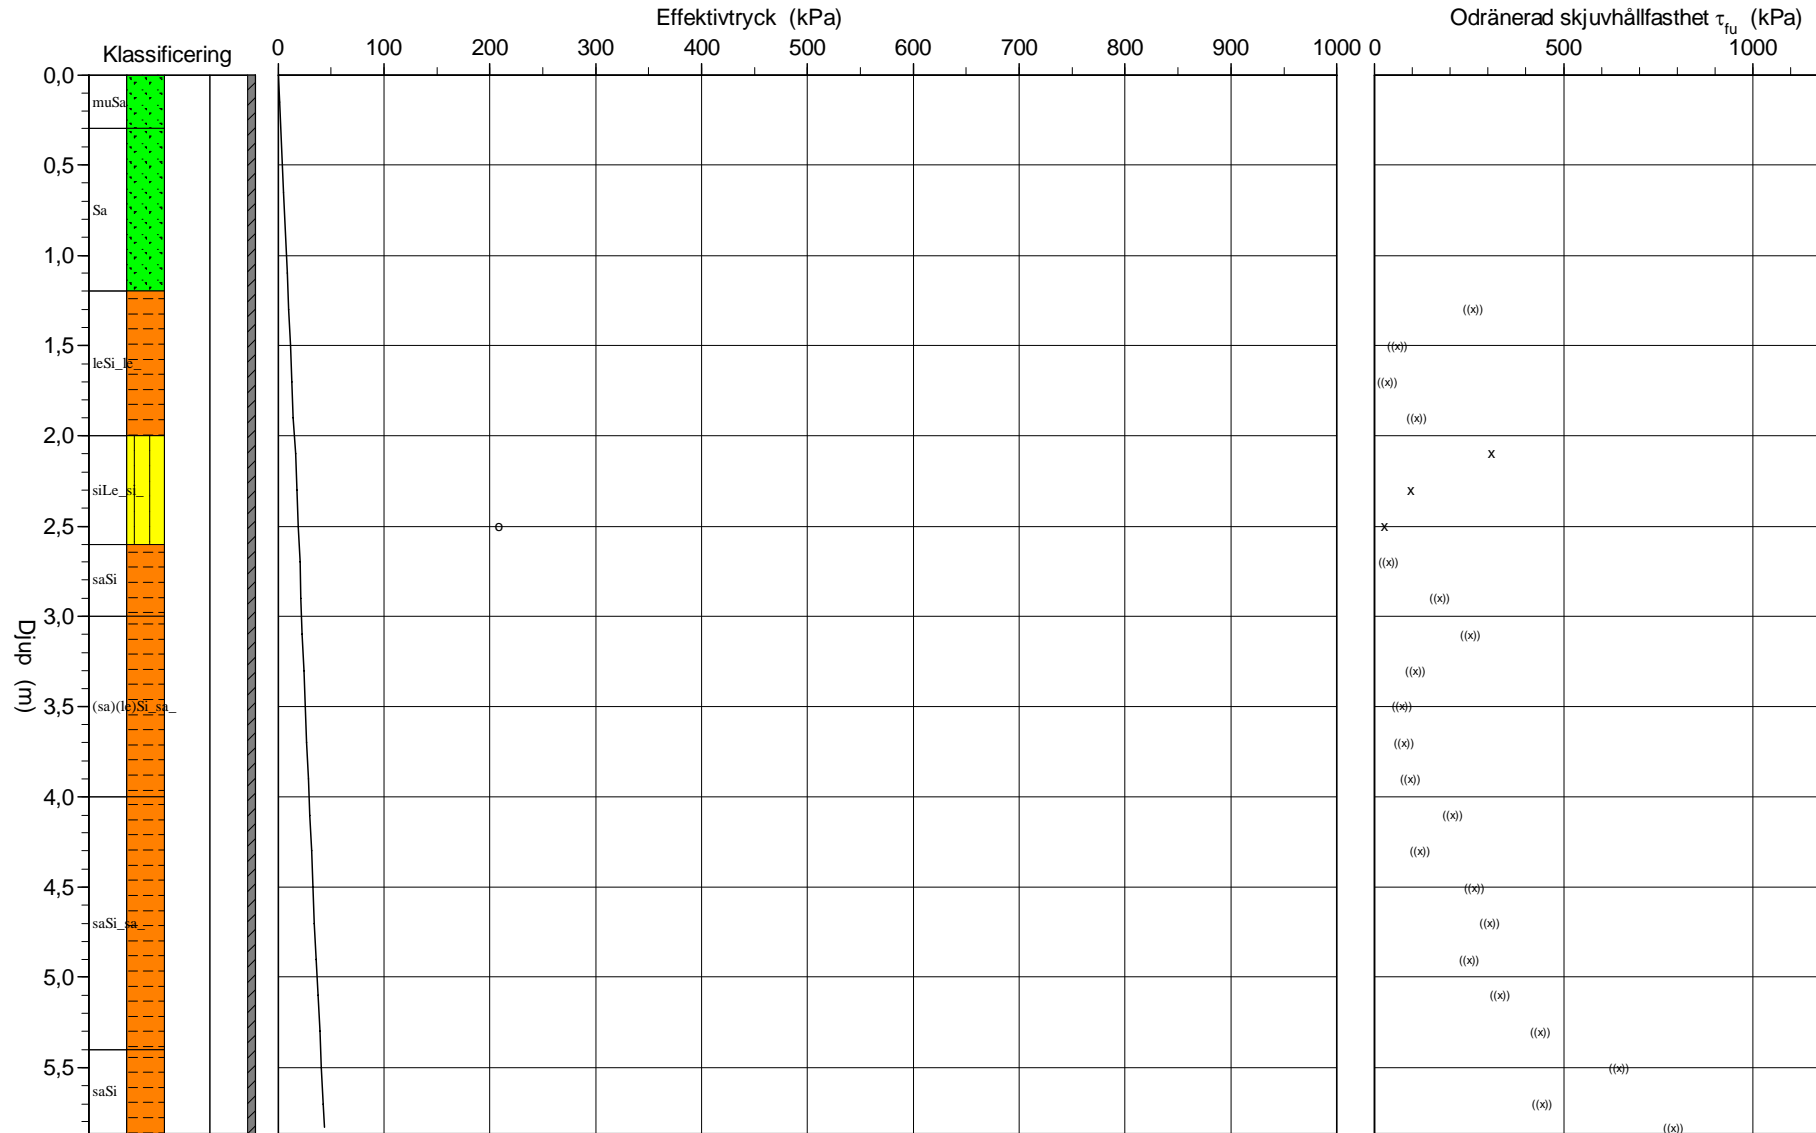 Effektivtryck (kPa)
Odränerad skjuvhållfasthet τfu (kPa)
Klassificering
0 100 200 300 400 500 600 700 800 900 1000
0 500 1000
0,0
muSa
0,5
Sa
1,0
((x))
1,5
((x))
leSi_le_
((x))
((x))
2,0
x
siLe_si_
x
2,5
o
x
((x))
saSi
((x))
3,0
((x))
((x))
Djup (m)
(sa)(le)Si_sa_
3,5
((x))
((x))
((x))
4,0
((x))
((x))
4,5
((x))
saSi_sa_
((x))
((x))
5,0
((x))
((x))
5,5
((x))
saSi
((x))
((x))